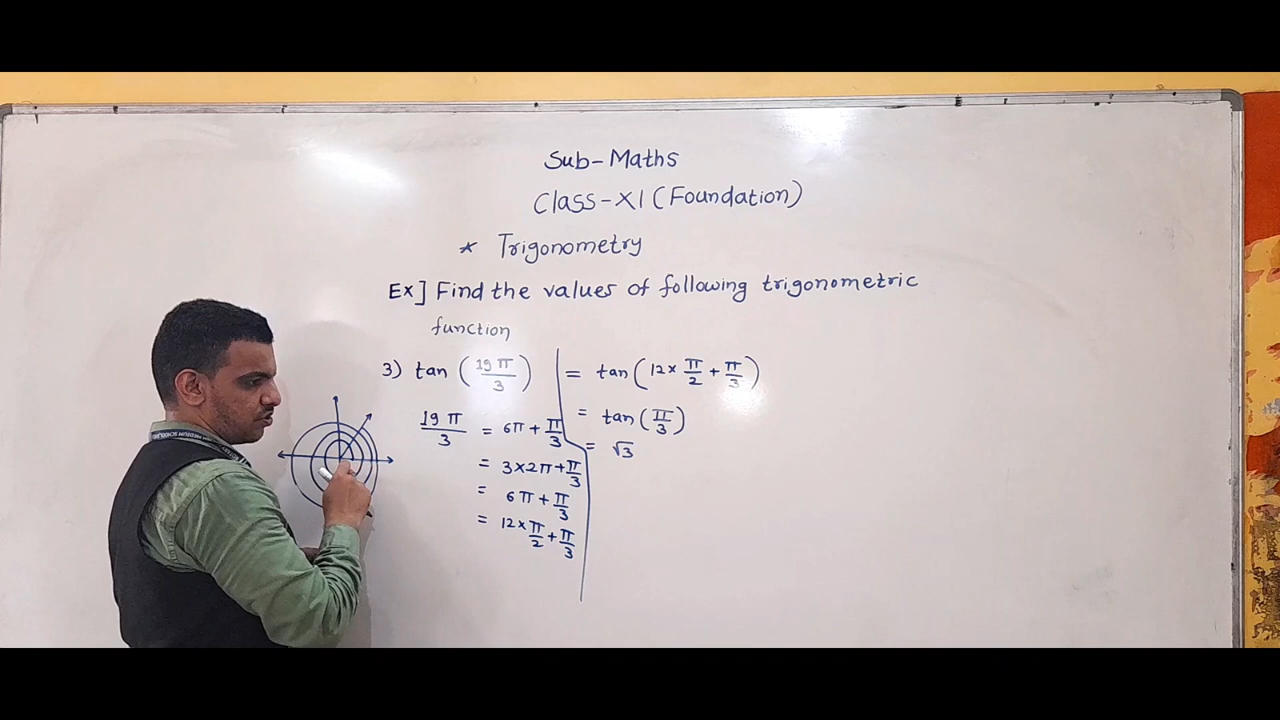 Sub-Maths
Class-XI (Foundation)
* Trigonometry
Ex] Find the values of following trigonometric
function
3) tan (19π/3)
19π/3 = 6π + π/3
= 3×2π + π/3
= 6π + π/3
= 12×π/2 + π/3
= tan(12×π/2 + π/3)
= tan(π/3)
= √3